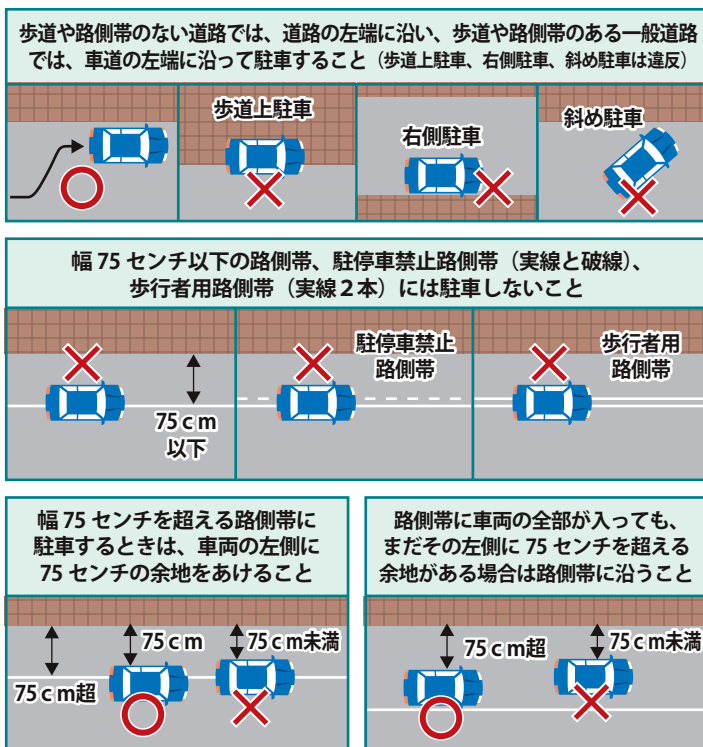 歩道や路側帯のない道路では、道路の左端に沿い、歩道や路側帯のある一般道路
では、車道の左端に沿って駐車すること（歩道上駐車、右側駐車、斜め駐車は違反）
歩道上駐車
右側駐車
斜め駐車
幅 75 センチ以下の路側帯、駐停車禁止路側帯（実線と破線）、
歩行者用路側帯（実線２本）には駐車しないこと
75ｃｍ
以下
駐停車禁止
路側帯
歩行者用
路側帯
幅 75 センチを超える路側帯に
駐車するときは、車両の左側に
75 センチの余地をあけること
75ｃｍ超
75ｃｍ
75ｃｍ未満
路側帯に車両の全部が入っても、
まだその左側に 75 センチを超える
余地がある場合は路側帯に沿うこと
75ｃｍ超
75ｃｍ未満